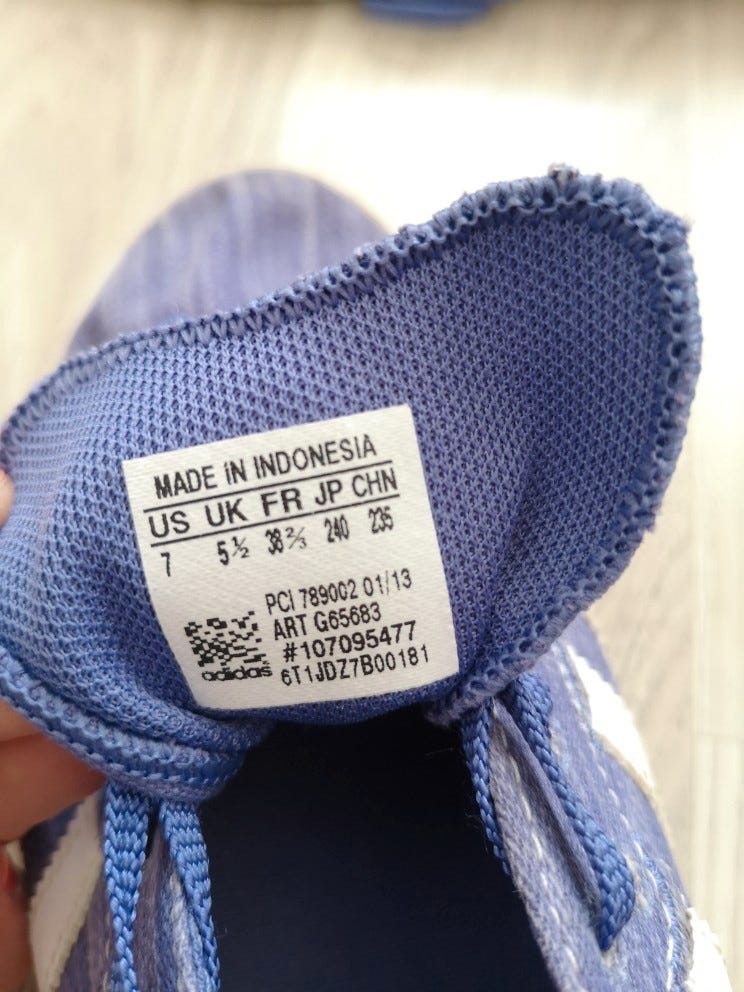 MADE IN INDONESIA
US UK FR JP CHN
7 5½ 38⅔ 240 235
PCI 789002 01/13
ART G65683
#107095477
adidas 6T1JDZ7B00181